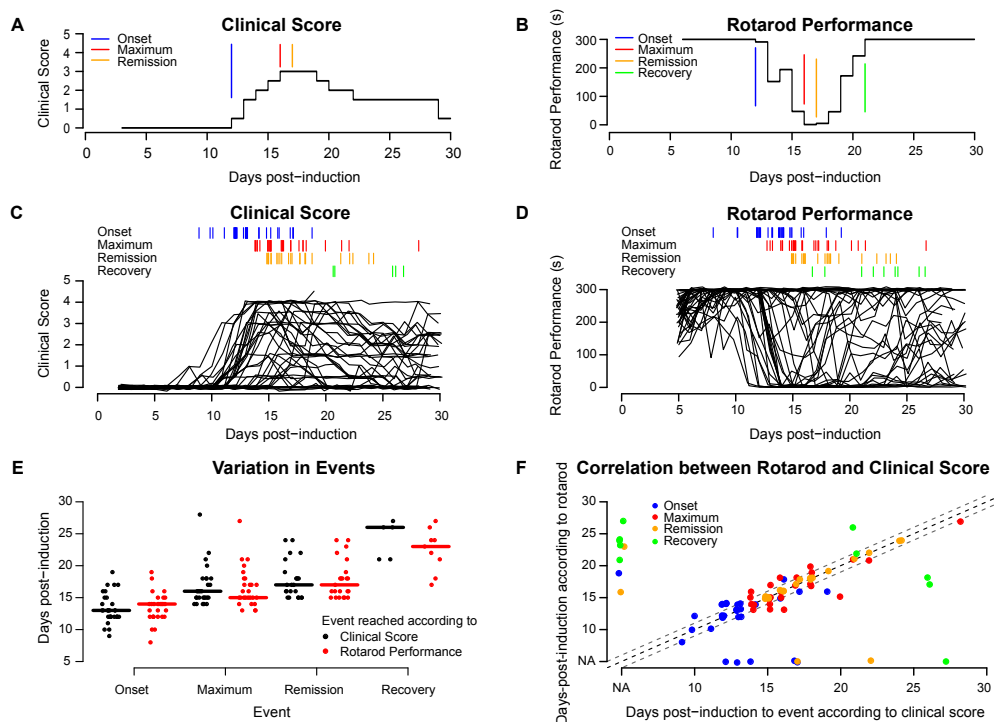 A
Clinical Score
Clinical Score
5
4
3
2
1
0
Onset
Maximum
Remission
0 5 10 15 20 25 30
Days post−induction
B
Rotarod Performance
Rotarod Performance (s)
300
200
100
0
Onset
Maximum
Remission
Recovery
0 5 10 15 20 25 30
Days post−induction
C
Clinical Score
Onset
Maximum
Remission
Recovery
Clinical Score
5
4
3
2
1
0
0 5 10 15 20 25 30
Days post−induction
D
Rotarod Performance
Onset
Maximum
Remission
Recovery
Rotarod Performance (s)
300
200
100
0
0 5 10 15 20 25 30
Days post−induction
E
Variation in Events
Days post−induction
30
25
20
15
10
5
Event reached according to
Clinical Score
Rotarod Performance
Onset Maximum Remission Recovery
Event
F
Correlation between Rotarod and Clinical Score
Days−post−induction according to rotarod
30
25
20
15
10
NA
Onset
Maximum
Remission
Recovery
NA 10 15 20 25 30
Days post−induction to event according to clinical score